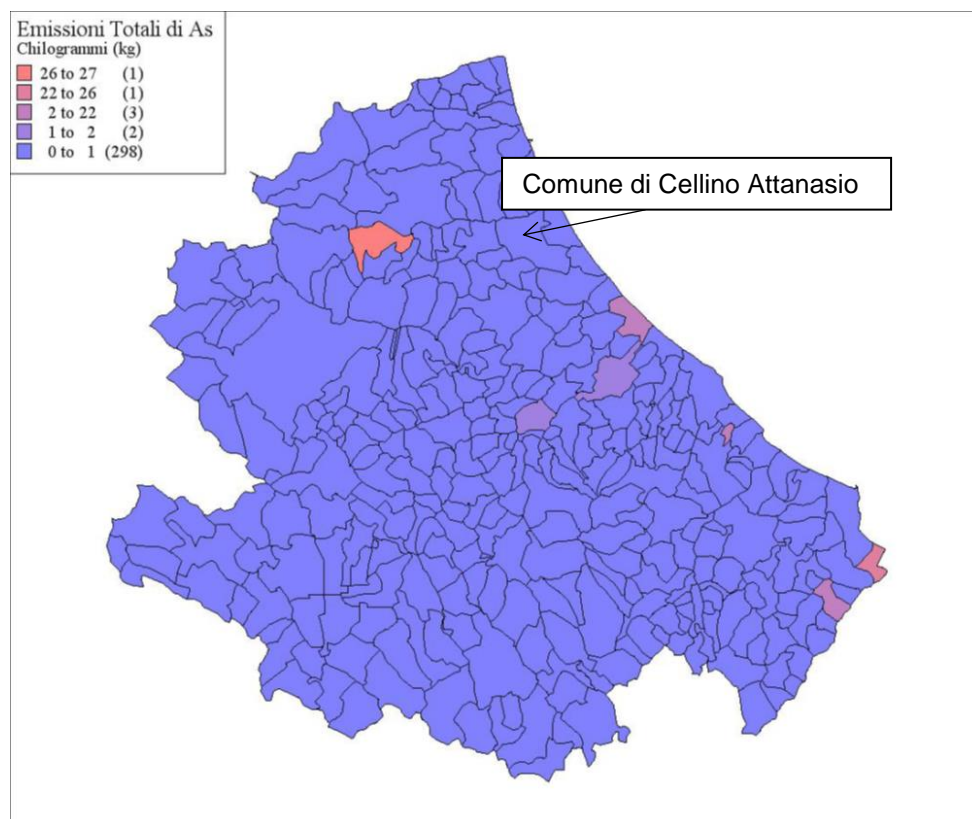 Emissioni Totali di As
Chilogrammi (kg)
26 to 27 (1)
22 to 26 (1)
2 to 22 (3)
1 to 2 (2)
0 to 1 (298)
Comune di Cellino Attanasio